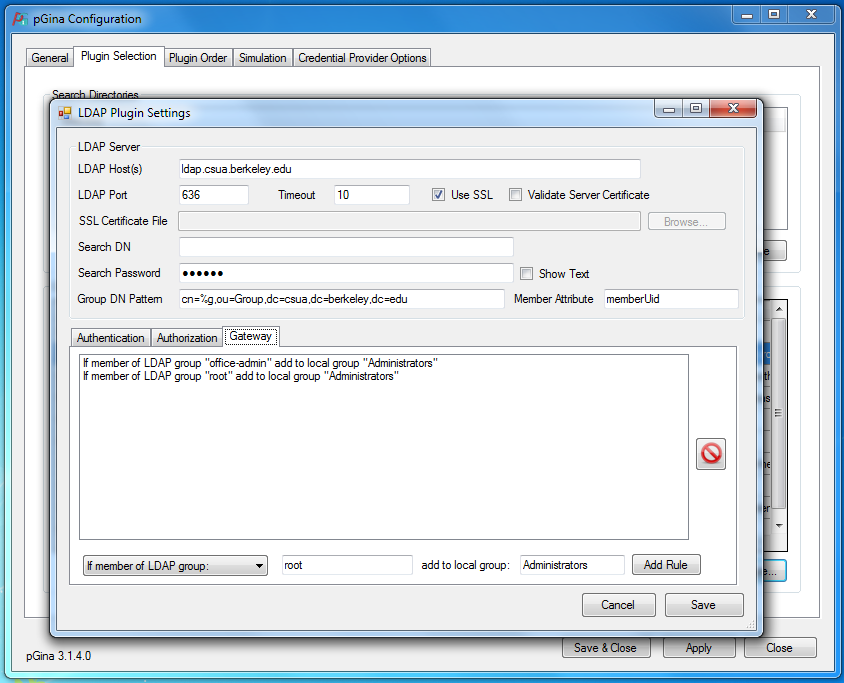 pGina Configuration
General Plugin Selection Plugin Order Simulation Credential Provider Options
Search Directories
LDAP Plugin Settings
LDAP Server
LDAP Host(s) ldap.csua.berkeley.edu
LDAP Port 636 Timeout 10 Use SSL Validate Server Certificate
SSL Certificate File Browse...
Search DN
Search Password ●●●●●● Show Text
Group DN Pattern cn=%g,ou=Group,dc=csua,dc=berkeley,dc=edu Member Attribute memberUid
Authentication Authorization Gateway
If member of LDAP group "office-admin" add to local group "Administrators"
If member of LDAP group "root" add to local group "Administrators"
If member of LDAP group: root add to local group: Administrators Add Rule
Cancel Save
pGina 3.1.4.0 Save & Close Apply Close